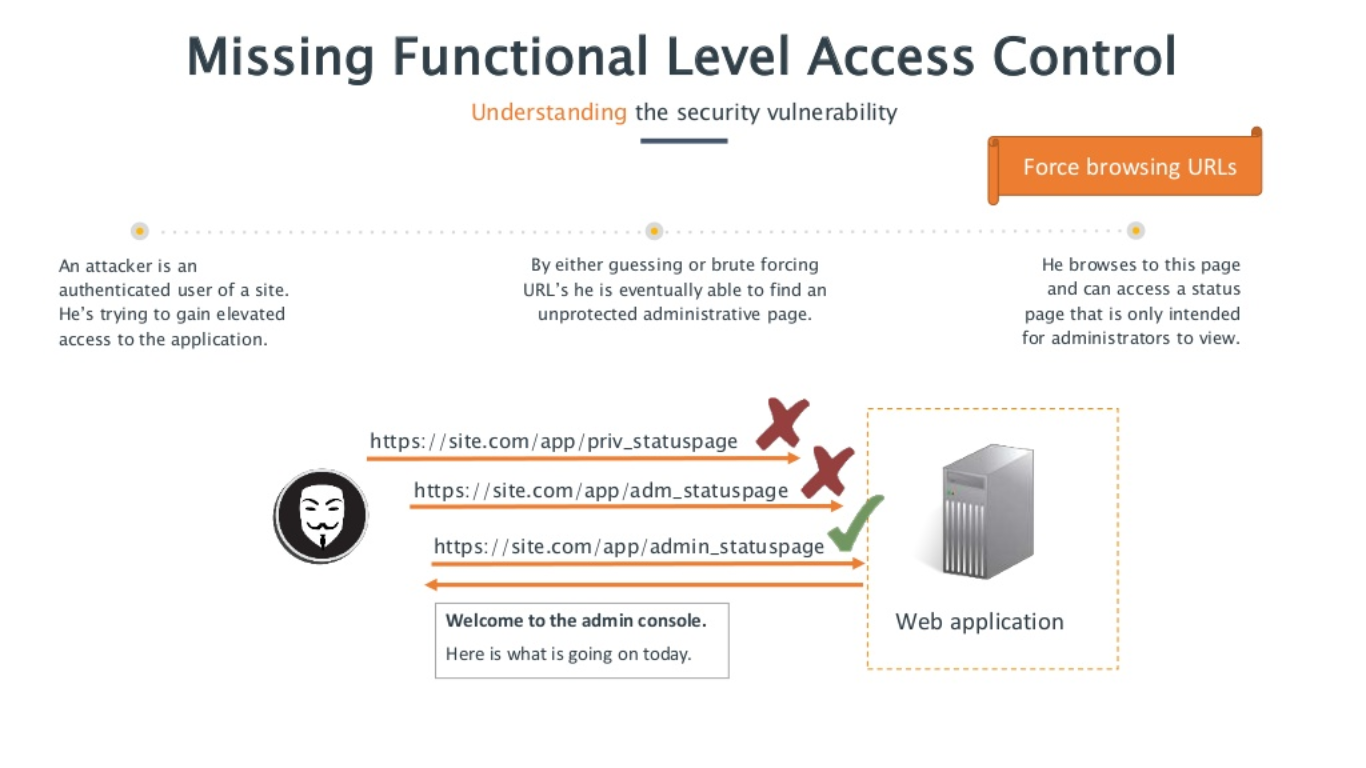 Missing Functional Level Access Control
Understanding the security vulnerability
Force browsing URLs
An attacker is an
authenticated user of a site.
He's trying to gain elevated
access to the application.
By either guessing or brute forcing
URL's he is eventually able to find an
unprotected administrative page.
He browses to this page
and can access a status
page that is only intended
for administrators to view.
https://site.com/app/priv_statuspage
https://site.com/app/adm_statuspage
https://site.com/app/admin_statuspage
Welcome to the admin console.
Here is what is going on today.
Web application